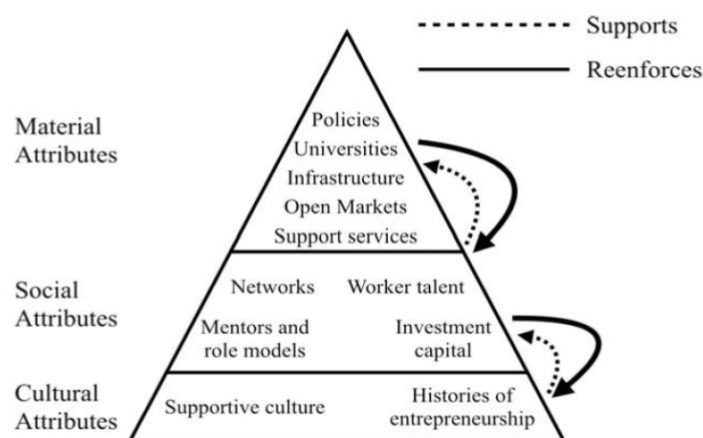 Supports
Reenforces
Material
Attributes
Policies
Universities
Infrastructure
Open Markets
Support services
Social
Attributes
Networks
Worker talent
Mentors and
role models
Investment
capital
Cultural
Attributes
Supportive culture
Histories of
entrepreneurship